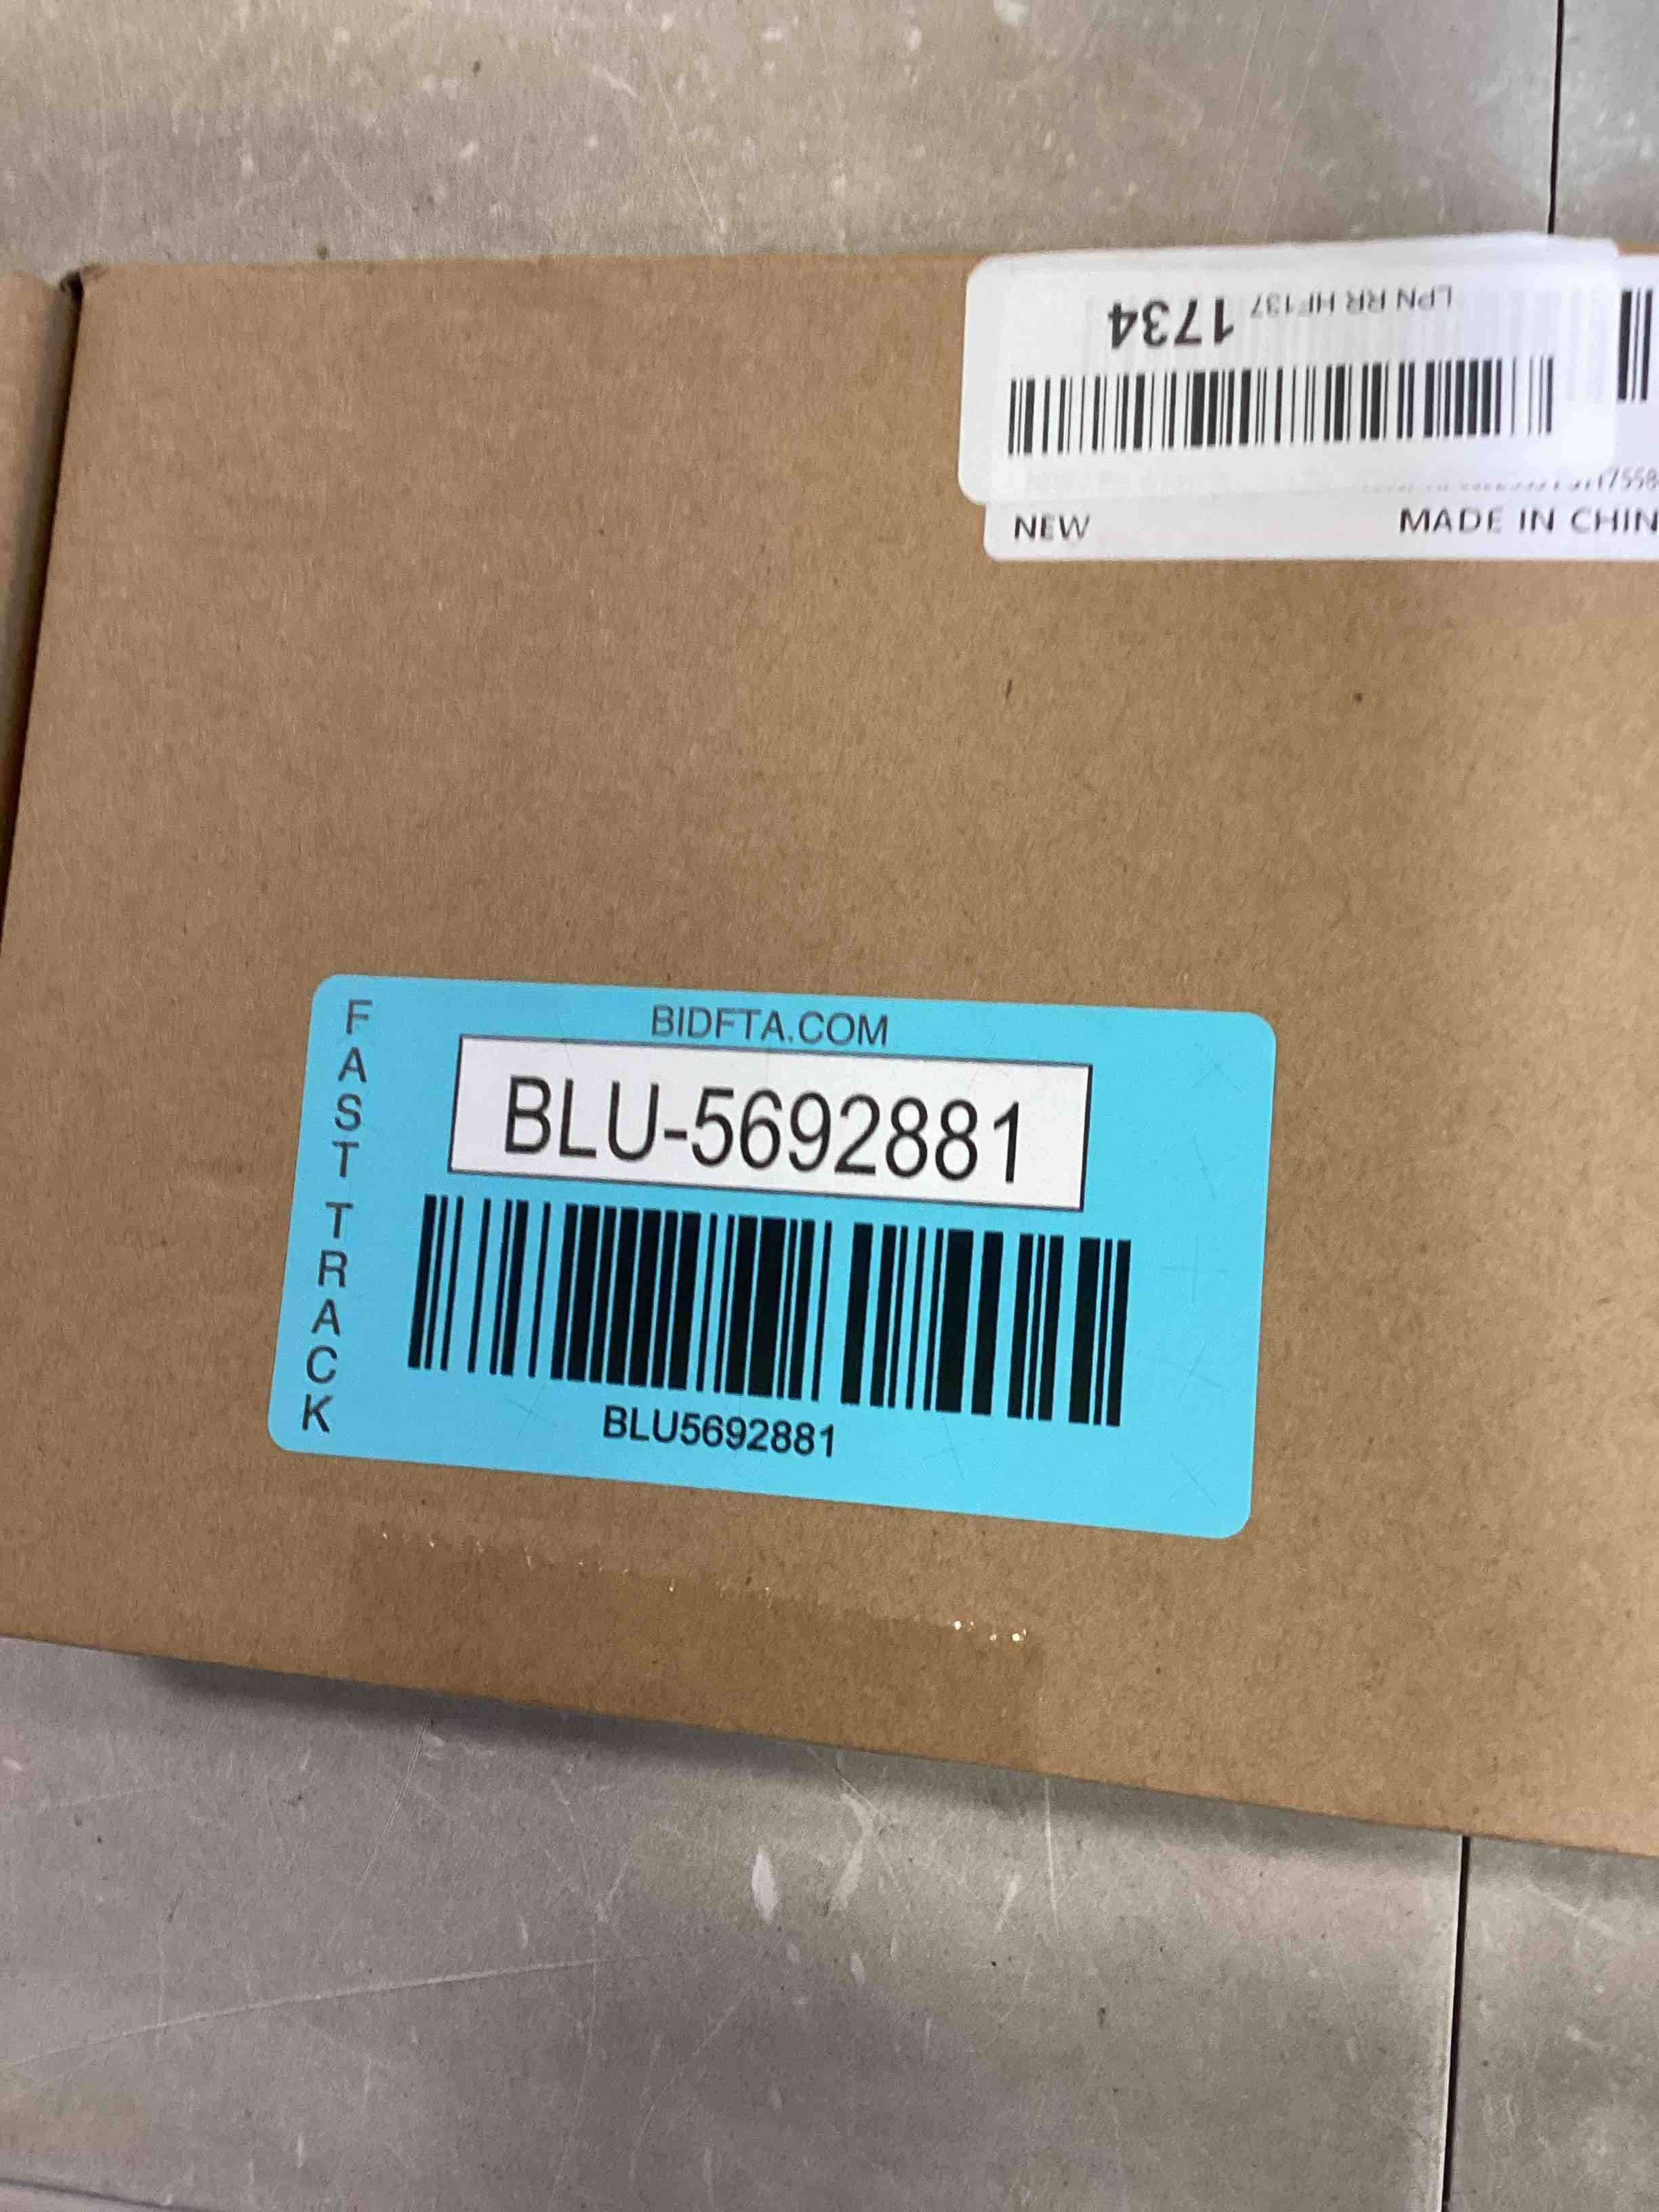 LPN RR HF137 1734
NEW
MADE IN CHIN
FAST TRACK
BIDFTA.COM
BLU-5692881
BLU5692881